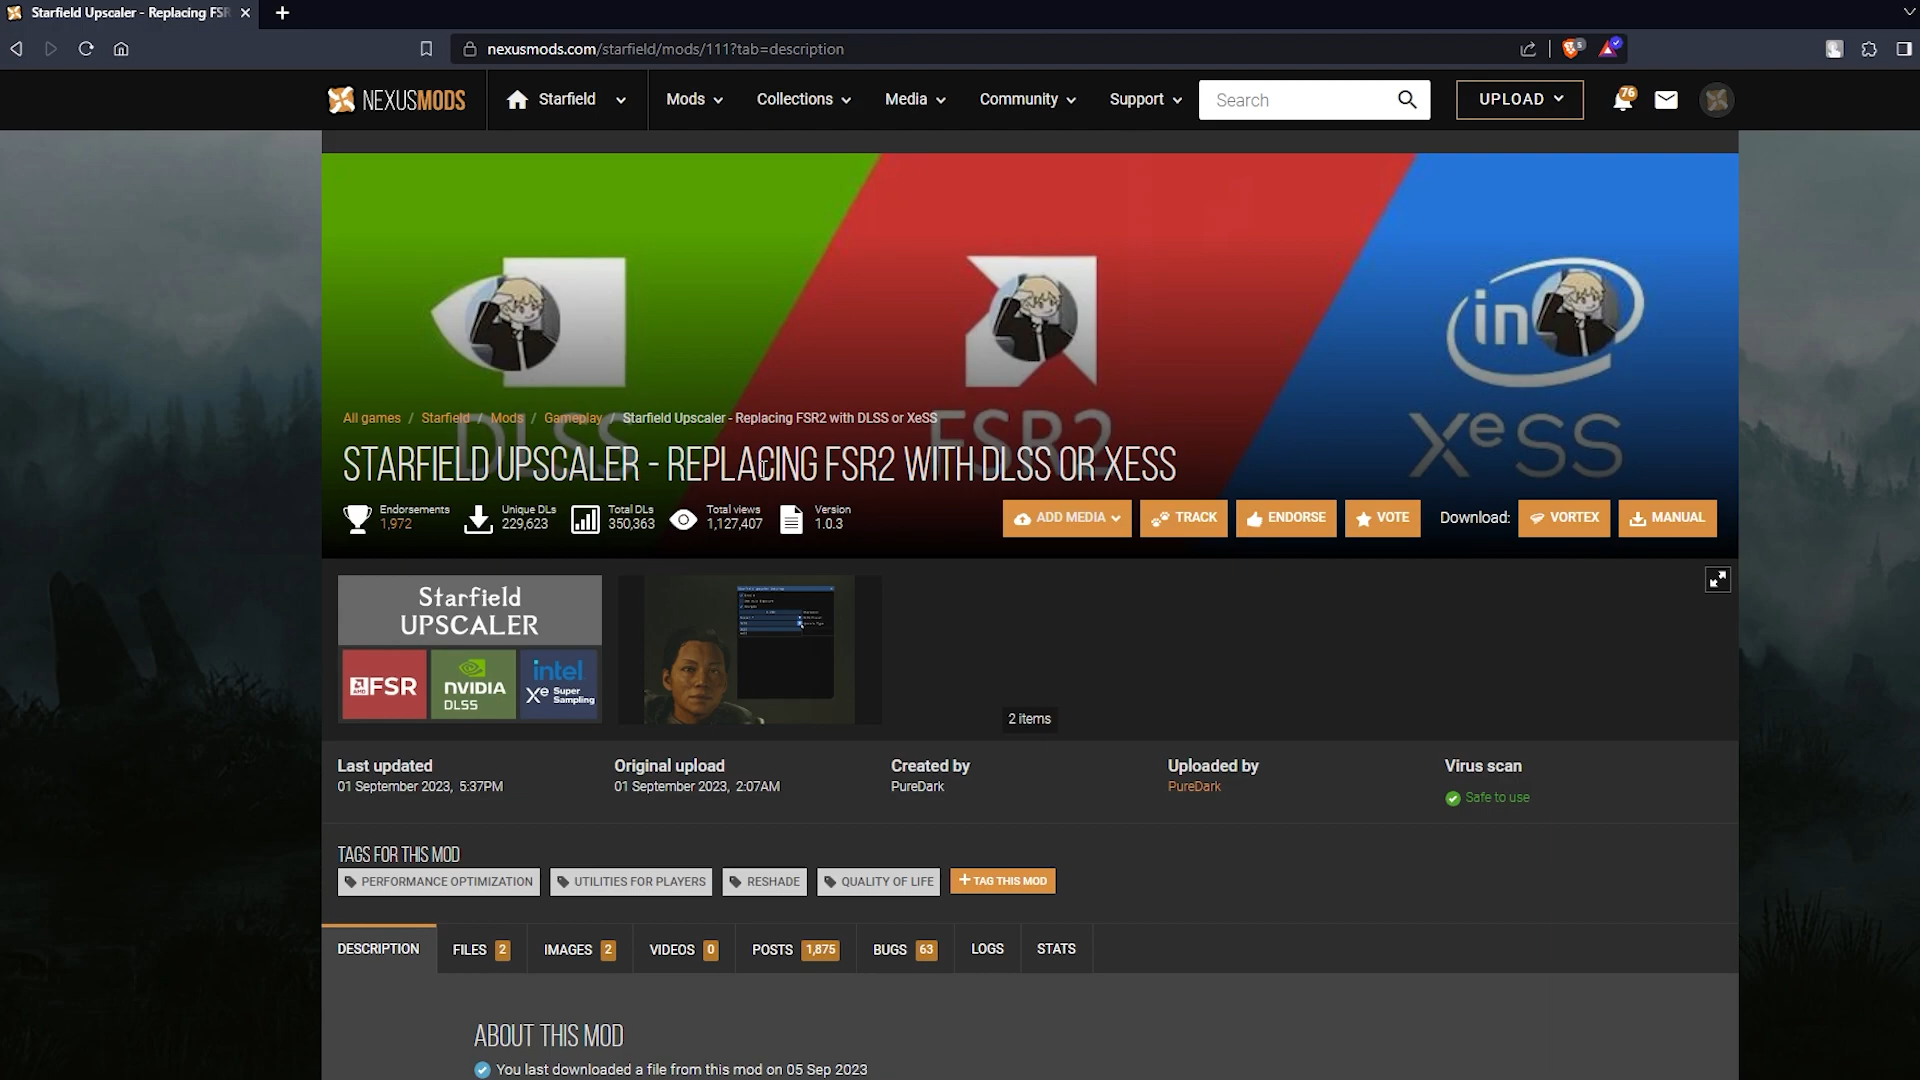 Starfield Upscaler - Replacing FSR
nexusmods.com/starfield/mods/111?tab=description
NEXUSMODS
Starfield
Mods
Collections
Media
Community
Support
Search
UPLOAD
76
DLSS
FSR2
XeSS
All games / Starfield / Mods / Gameplay / Starfield Upscaler - Replacing FSR2 with DLSS or XeSS
STARFIELD UPSCALER - REPLACING FSR2 WITH DLSS OR XESS
Endorsements
1,972
Unique DLs
229,623
Total DLs
350,363
Total views
1,127,407
Version
1.0.3
ADD MEDIA
TRACK
ENDORSE
VOTE
Download:
VORTEX
MANUAL
Starfield
UPSCALER
AMD FSR
NVIDIA
DLSS
intel
Xe Super
Sampling
2 items
Last updated
01 September 2023, 5:37PM
Original upload
01 September 2023, 2:07AM
Created by
PureDark
Uploaded by
PureDark
Virus scan
Safe to use
TAGS FOR THIS MOD
PERFORMANCE OPTIMIZATION
UTILITIES FOR PLAYERS
RESHADE
QUALITY OF LIFE
+ TAG THIS MOD
DESCRIPTION
FILES 2
IMAGES 2
VIDEOS 0
POSTS 1,875
BUGS 63
LOGS
STATS
ABOUT THIS MOD
You last downloaded a file from this mod on 05 Sep 2023